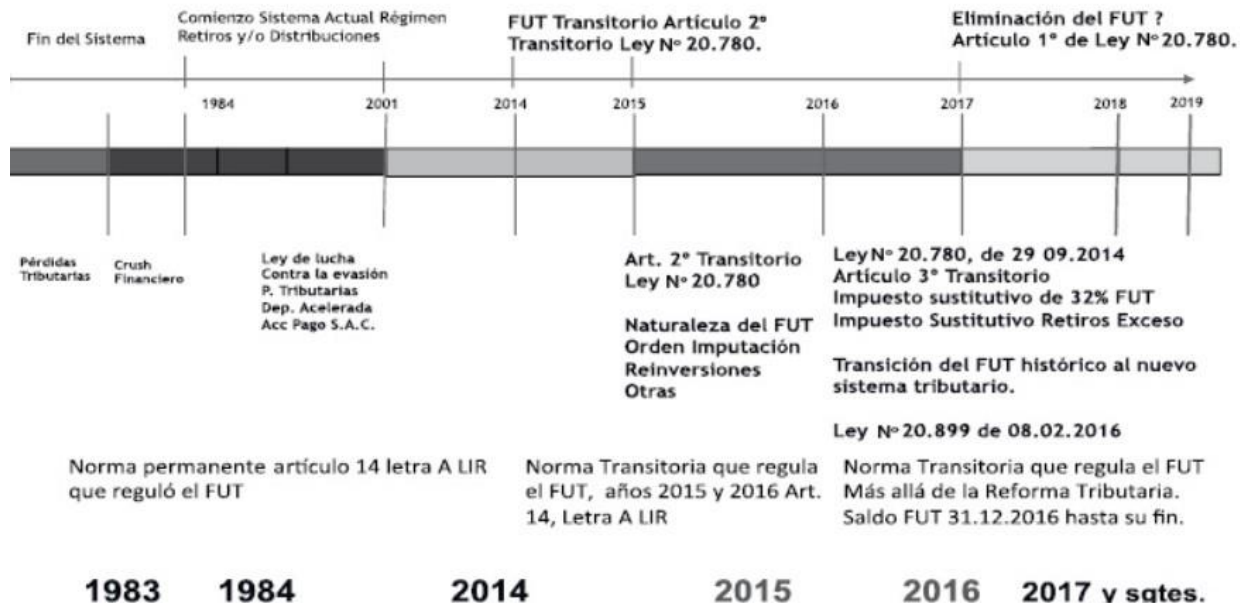 Fin del Sistema
Comienzo Sistema Actual Régimen
Retiros y/o Distribuciones
FUT Transitorio Artículo 2°
Transitorio Ley Nº 20.780.
Eliminación del FUT ?
Artículo 1° de Ley Nº 20.780.
1984
2001
2014
2015
2016
2017
2018
2019
Pérdidas
Tributarias
Crush
Financiero
Ley de lucha
Contra la evasión
P. Tributarias
Dep. Acelerada
Acc Pago S.A.C.
Art. 2° Transitorio
Ley Nº 20.780
Naturaleza del FUT
Orden Imputación
Reinversiones
Otras
Ley Nº 20.780, de 29 09.2014
Artículo 3° Transitorio
Impuesto sustitutivo de 32% FUT
Impuesto Sustitutivo Retiros Exceso
Transición del FUT histórico al nuevo
sistema tributario.
Ley Nº 20.899 de 08.02.2016
Norma permanente artículo 14 letra A LIR
que reguló el FUT
Norma Transitoria que regula
el FUT, años 2015 y 2016 Art.
14, Letra A LIR
Norma Transitoria que regula el FUT
Más allá de la Reforma Tributaria.
Saldo FUT 31.12.2016 hasta su fin.
1983
1984
2014
2015
2016
2017 y sgtes.